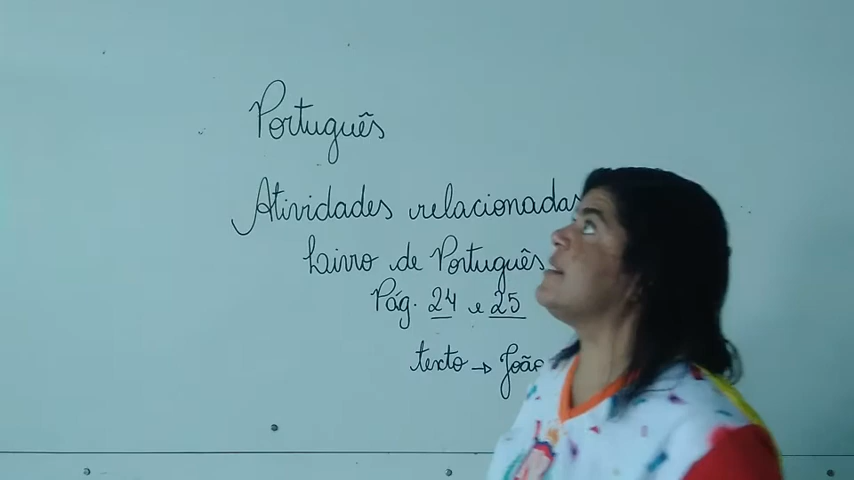 Português
Atividades relacionadas
Livro de Português
Pág. 24 e 25
texto → João